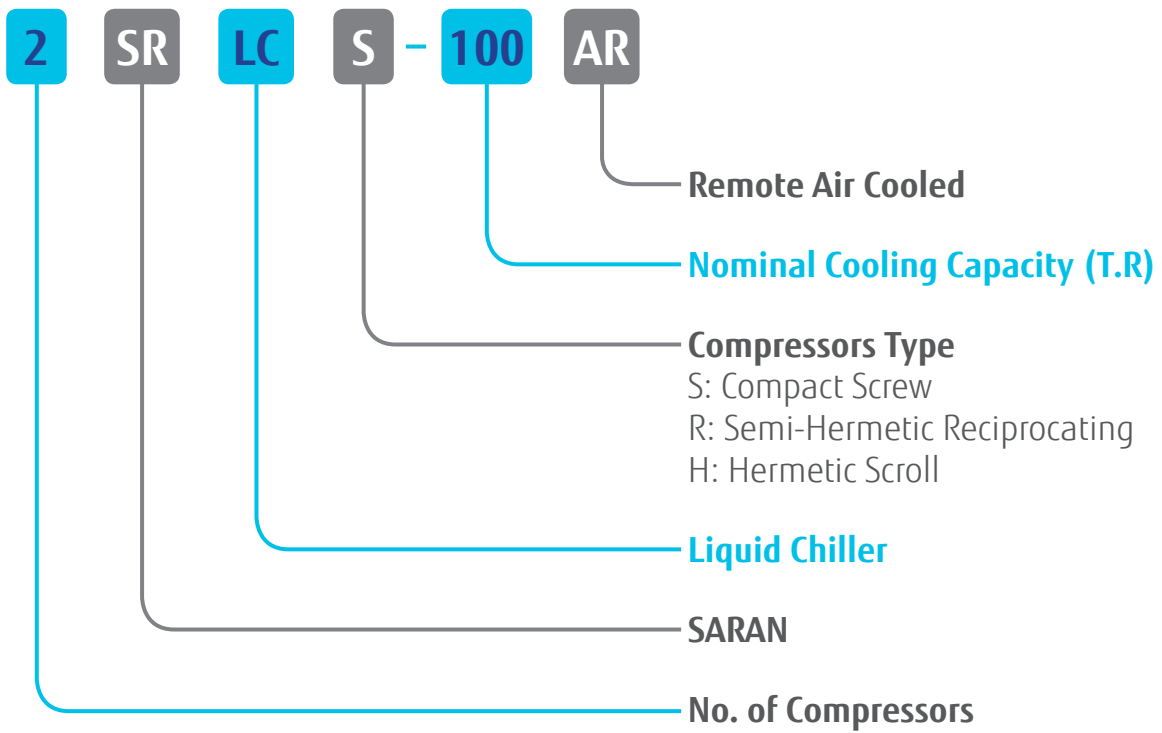 2 SR LC S - 100 AR
Remote Air Cooled
Nominal Cooling Capacity (T.R)
Compressors Type
S: Compact Screw
R: Semi-Hermetic Reciprocating
H: Hermetic Scroll
Liquid Chiller
SARAN
No. of Compressors